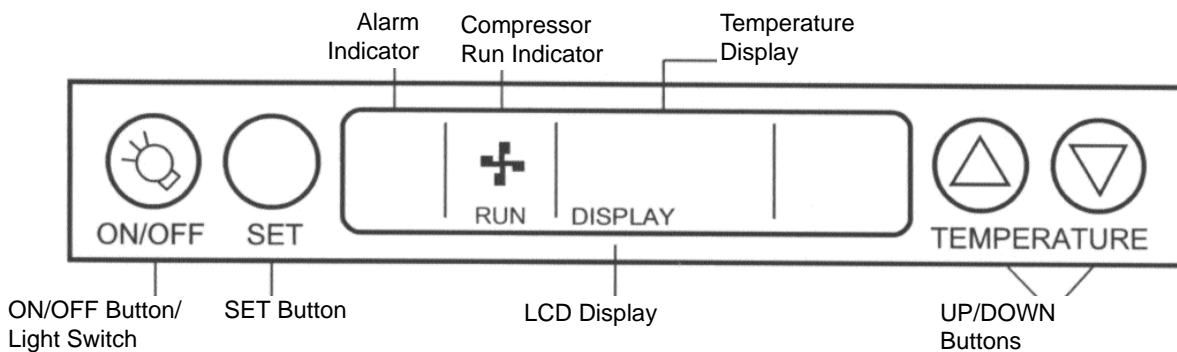 Alarm
Indicator
Compressor
Run Indicator
Temperature
Display
ON/OFF
SET
RUN
DISPLAY
TEMPERATURE
ON/OFF Button/
Light Switch
SET Button
LCD Display
UP/DOWN
Buttons